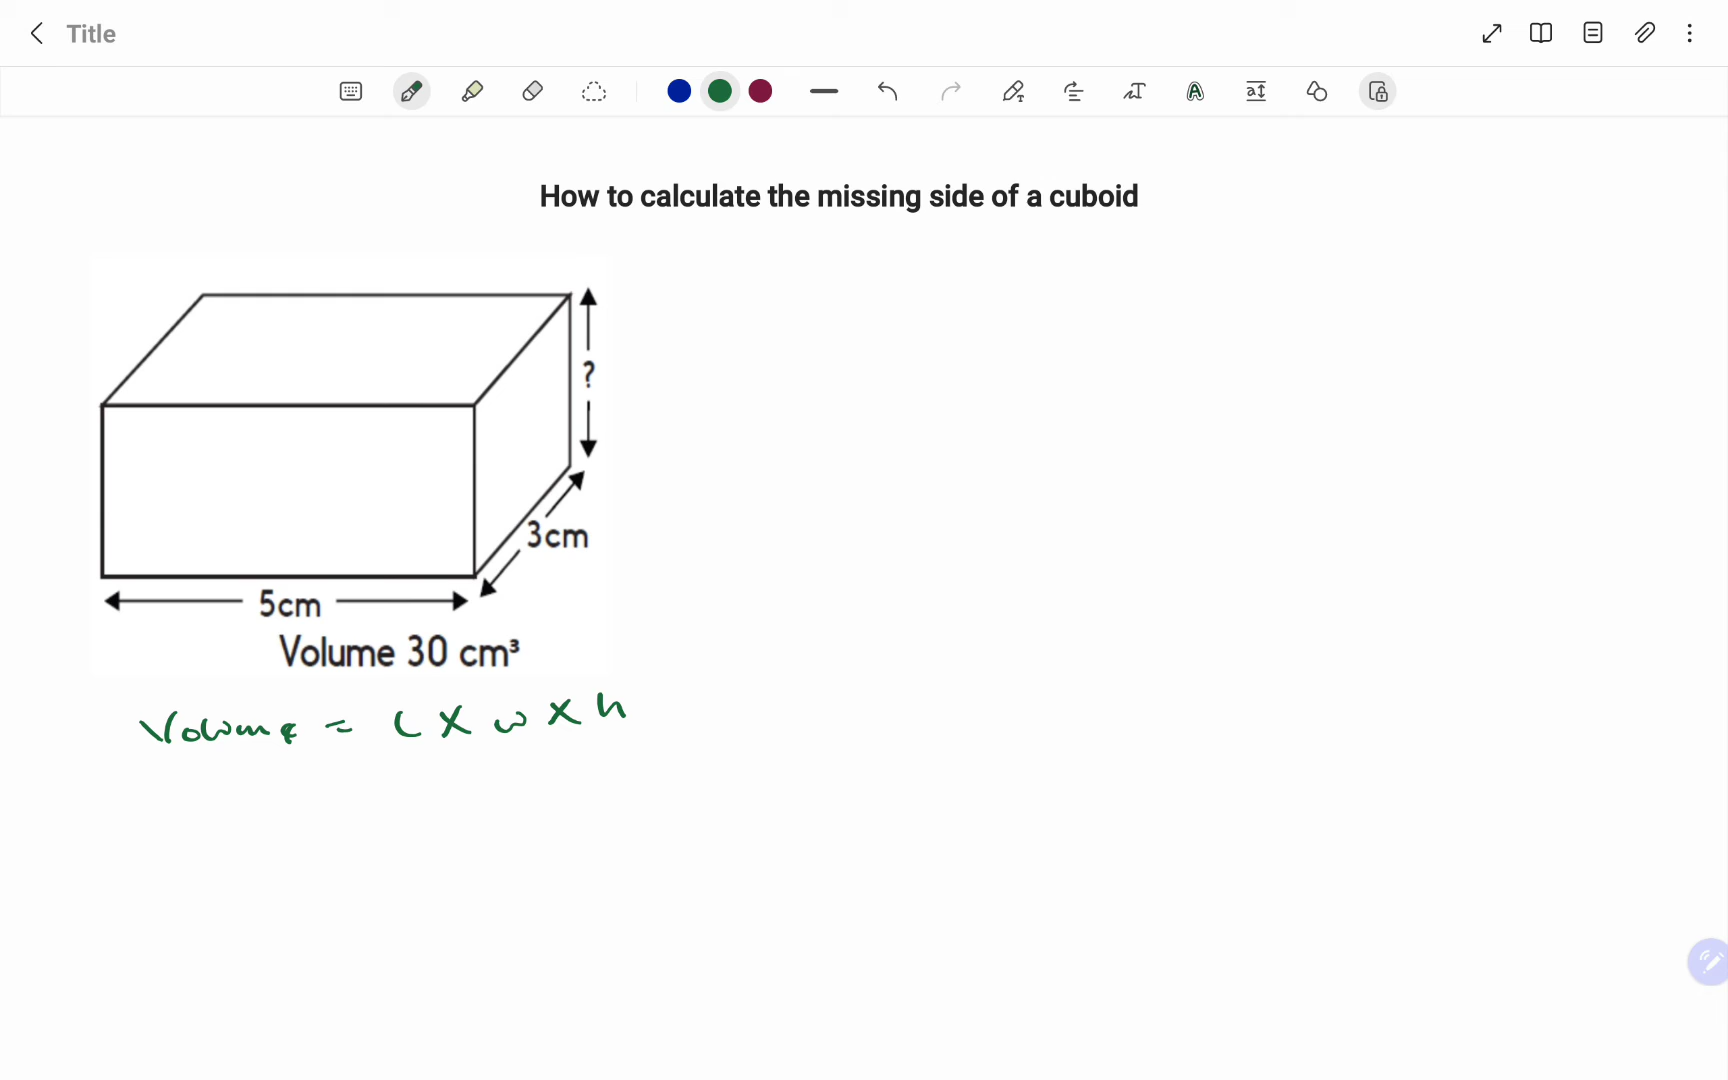 Title
How to calculate the missing side of a cuboid
?
3cm
5cm
Volume 30 cm³
Volume = l x w x h